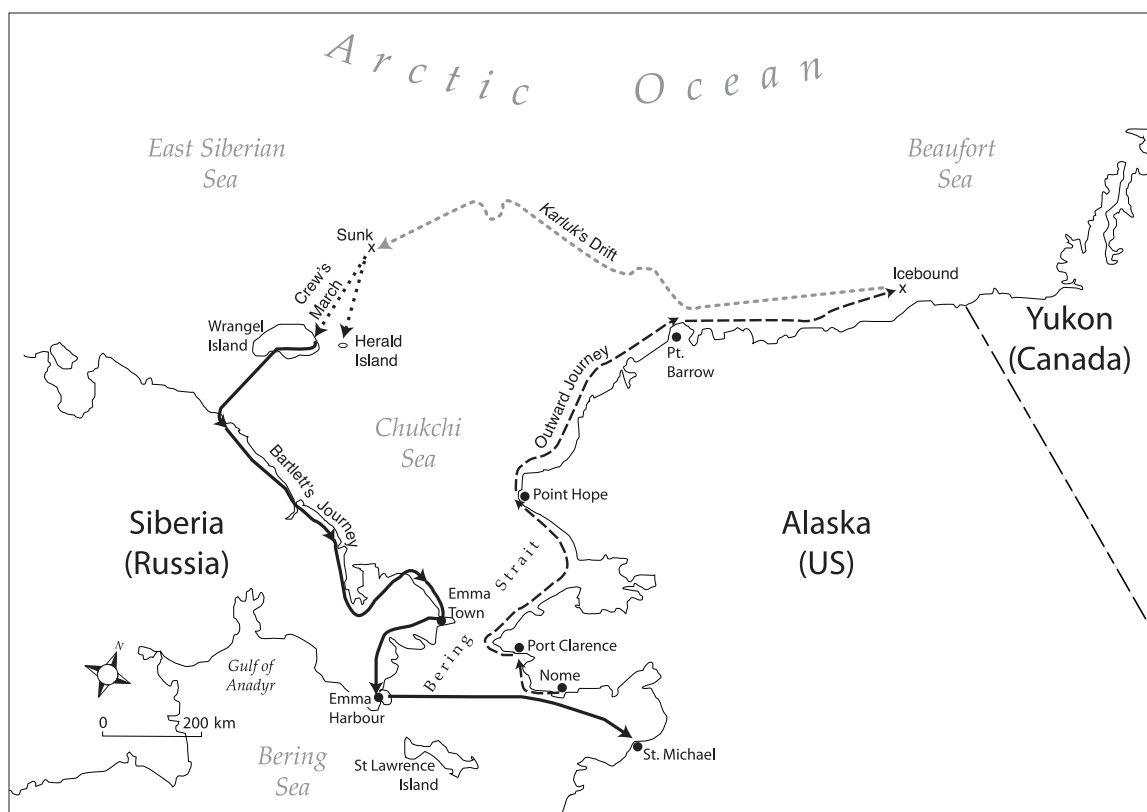 Arctic Ocean
East Siberian
Sea
Beaufort
Sea
Karluk's Drift
Sunk
Icebound
Crew's
March
Wrangel
Island
Herald
Island
Yukon
(Canada)
Pt.
Barrow
Outward Journey
Chukchi
Sea
Bartlett's Journey
Point Hope
Siberia
(Russia)
Alaska
(US)
Bering Strait
Emma
Town
Port Clarence
N
Gulf of
Anadyr
Nome
Emma
Harbour
0 200 km
Bering
Sea
St Lawrence
Island
St. Michael